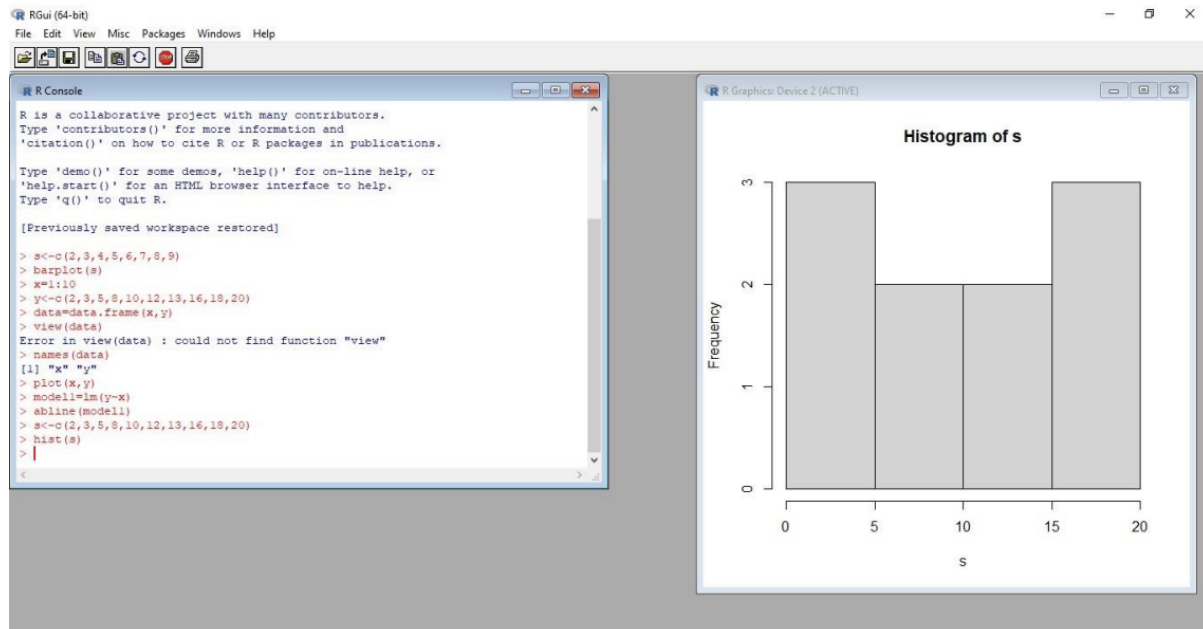 RGui (64-bit)
File Edit View Misc Packages Windows Help
STOP
R Console
R is a collaborative project with many contributors.
Type 'contributors()' for more information and
'citation()' on how to cite R or R packages in publications.
Type 'demo()' for some demos, 'help()' for on-line help, or
'help.start()' for an HTML browser interface to help.
Type 'q()' to quit R.
[Previously saved workspace restored]
> s<-c(2,3,4,5,6,7,8,9)
> barplot(s)
> x=1:10
> y<-c(2,3,5,8,10,12,13,16,18,20)
> data=data.frame(x,y)
> view(data)
Error in view(data) : could not find function "view"
> names(data)
[1] "x" "y"
> plot(x,y)
> model1=lm(y~x)
> abline(model1)
> s<-c(2,3,5,8,10,12,13,16,18,20)
> hist(s)
>
R Graphics: Device 2 (ACTIVE)
Histogram of s
Frequency
3
2
1
0
0 5 10 15 20
s